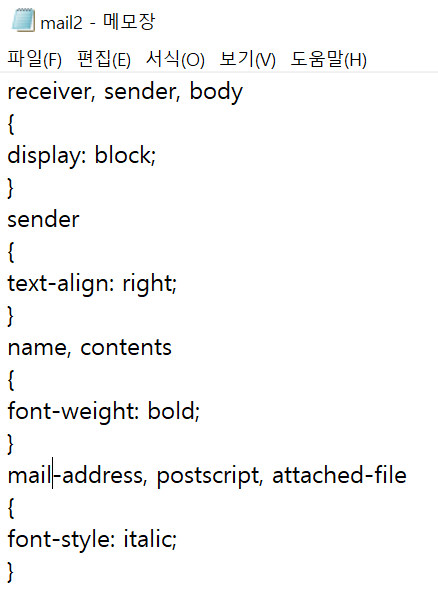 mail2 - 메모장
파일(F) 편집(E) 서식(O) 보기(V) 도움말(H)
receiver, sender, body
{
display: block;
}
sender
{
text-align: right;
}
name, contents
{
font-weight: bold;
}
mail-address, postscript, attached-file
{
font-style: italic;
}